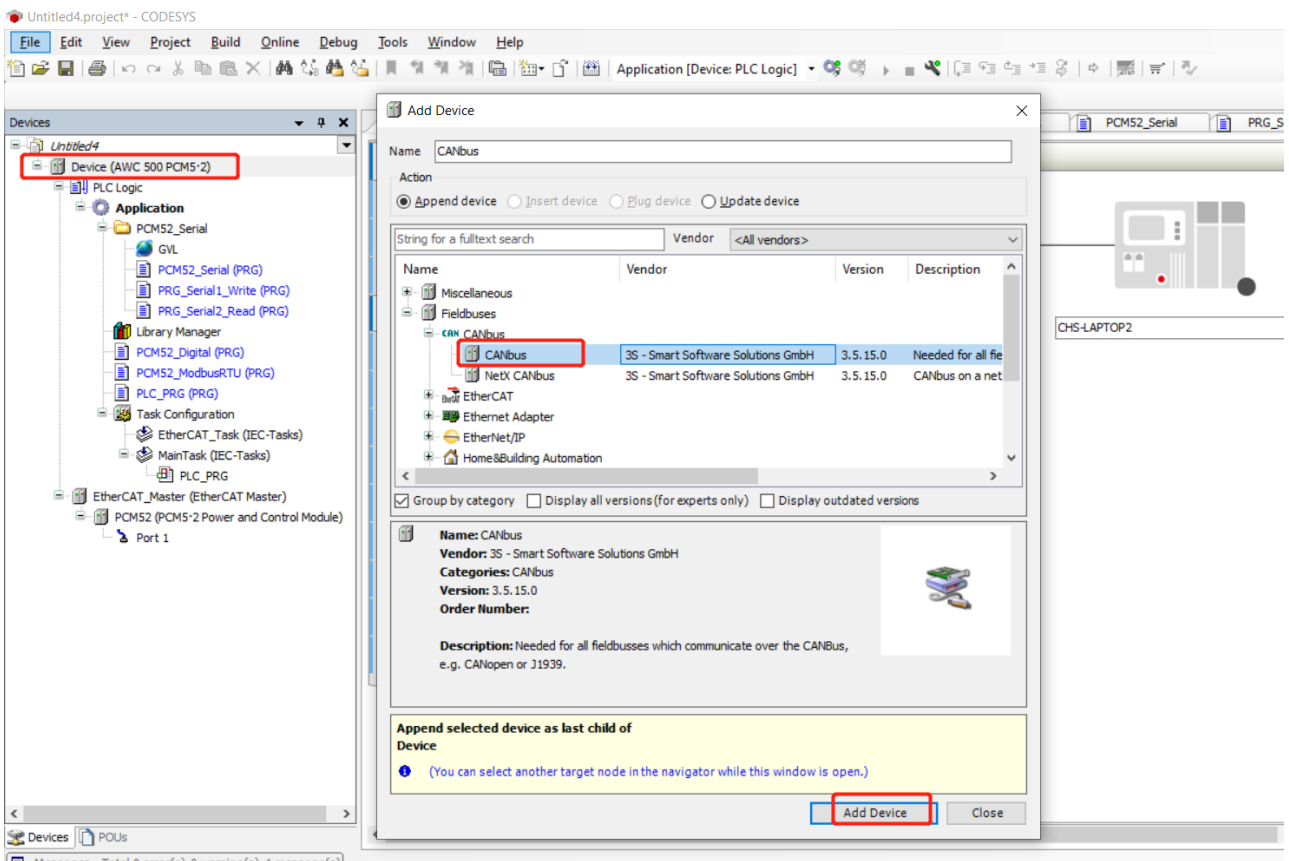 Untitled4.project* - CODESYS
File Edit View Project Build Online Debug Tools Window Help
Application [Device: PLC Logic]
Devices
Untitled4
Device (AWC 500 PCM5·2)
PLC Logic
Application
PCM52_Serial
GVL
PCM52_Serial (PRG)
PRG_Serial1_Write (PRG)
PRG_Serial2_Read (PRG)
Library Manager
PCM52_Digital (PRG)
PCM52_ModbusRTU (PRG)
PLC_PRG (PRG)
Task Configuration
EtherCAT_Task (IEC-Tasks)
MainTask (IEC-Tasks)
PLC_PRG
EtherCAT_Master (EtherCAT Master)
PCM52 (PCM5·2 Power and Control Module)
Port 1
Devices POUs
Add Device
Name CANbus
Action
Append device Insert device Plug device Update device
String for a fulltext search Vendor <All vendors>
Name Vendor Version Description
Miscellaneous
Fieldbuses
CAN CANbus
CANbus 3S - Smart Software Solutions GmbH 3.5.15.0 Needed for all fie
NetX CANbus 3S - Smart Software Solutions GmbH 3.5.15.0 CANbus on a net
EtherCAT
Ethernet Adapter
EtherNet/IP
Home&Building Automation
Group by category Display all versions (for experts only) Display outdated versions
Name: CANbus
Vendor: 3S - Smart Software Solutions GmbH
Categories: CANbus
Version: 3.5.15.0
Order Number:
Description: Needed for all fieldbusses which communicate over the CANBus,
e.g. CANopen or J1939.
Append selected device as last child of
Device
(You can select another target node in the navigator while this window is open.)
Add Device Close
PCM52_Serial PRG_S
CHS-LAPTOP2